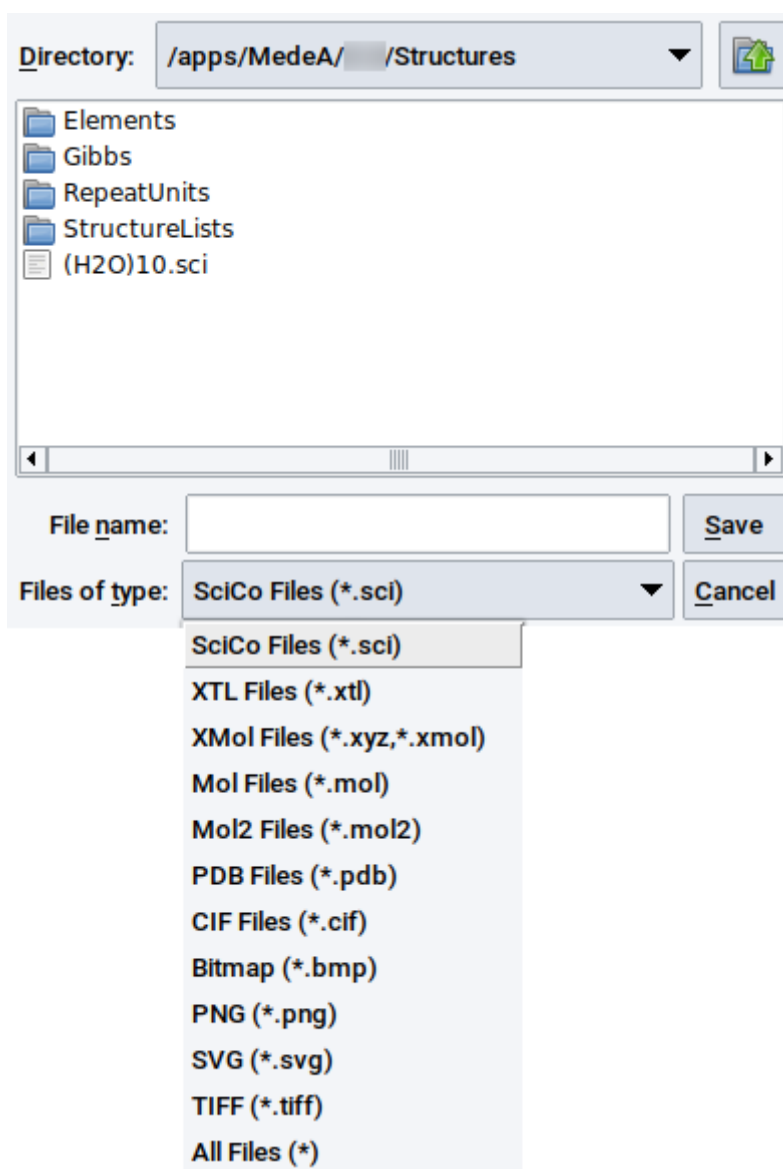 Directory: /apps/MedeA/ /Structures
Elements
Gibbs
RepeatUnits
StructureLists
(H2O)10.sci
File name: Save
Files of type: SciCo Files (*.sci) Cancel
SciCo Files (*.sci)
XTL Files (*.xtl)
XMol Files (*.xyz,*.xmol)
Mol Files (*.mol)
Mol2 Files (*.mol2)
PDB Files (*.pdb)
CIF Files (*.cif)
Bitmap (*.bmp)
PNG (*.png)
SVG (*.svg)
TIFF (*.tiff)
All Files (*)